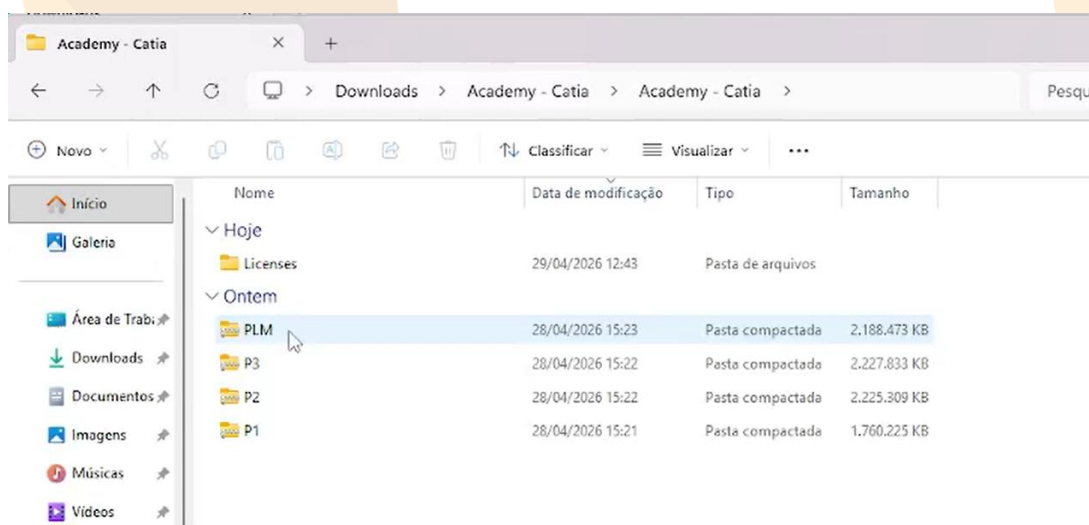 Academy - Catia
Downloads > Academy - Catia > Academy - Catia >
Pesqu
Novo
Classificar
Visualizar
Início
Galeria
Área de Trab
Downloads
Documentos
Imagens
Músicas
Vídeos
Nome Data de modificação Tipo Tamanho
Hoje
Licenses 29/04/2026 12:43 Pasta de arquivos
Ontem
PLM 28/04/2026 15:23 Pasta compactada 2.188.473 KB
P3 28/04/2026 15:22 Pasta compactada 2.227.833 KB
P2 28/04/2026 15:22 Pasta compactada 2.225.309 KB
P1 28/04/2026 15:21 Pasta compactada 1.760.225 KB